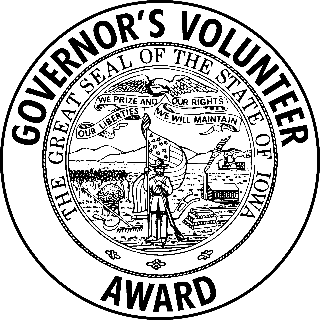 GOVERNOR'S VOLUNTEER
THE GREAT SEAL OF THE STATE OF IOWA
OUR LIBERTIES WE PRIZE AND OUR RIGHTS WE WILL MAINTAIN
AWARD